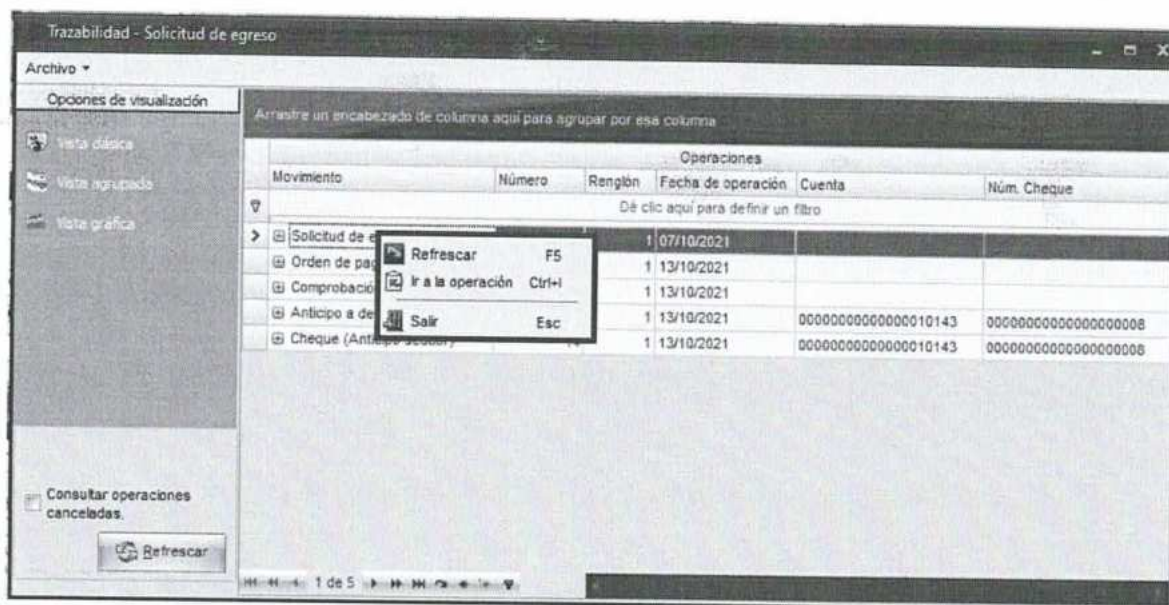 Trazabilidad - Solicitud de egreso
Archivo
Opciones de visualización
Vista clásica
Vista agrupada
Vista gráfica
Arrastre un encabezado de columna aquí para agrupar por esa columna
Operaciones
Movimiento Número Renglón Fecha de operación Cuenta Núm. Cheque
Dé clic aquí para definir un filtro
Solicitud de e 1 07/10/2021
Orden de pag 1 13/10/2021
Comprobació 1 13/10/2021
Anticipo a de 1 13/10/2021 00000000000000010143 00000000000000000008
Cheque (Anticipo 1 13/10/2021 00000000000000010143 00000000000000000008
Refrescar F5
Ir a la operación Ctrl+I
Salir Esc
Consultar operaciones
canceladas.
Refrescar
1 de 5